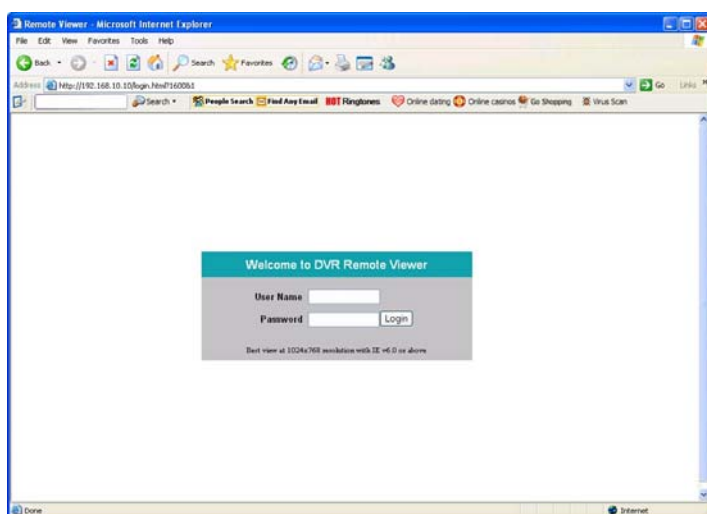 Remote Viewer - Microsoft Internet Explorer
File Edit View Favorites Tools Help
Back Search Favorites
Address http://192.168.10.10/login.html?1600&1 Go Links
Search People Search Find Any Email HOT Ringtones Online dating Online casinos Go Shopping Virus Scan
Welcome to DVR Remote Viewer
User Name
Password Login
Best view at 1024x768 resolution with IE v6.0 or above
Done Internet